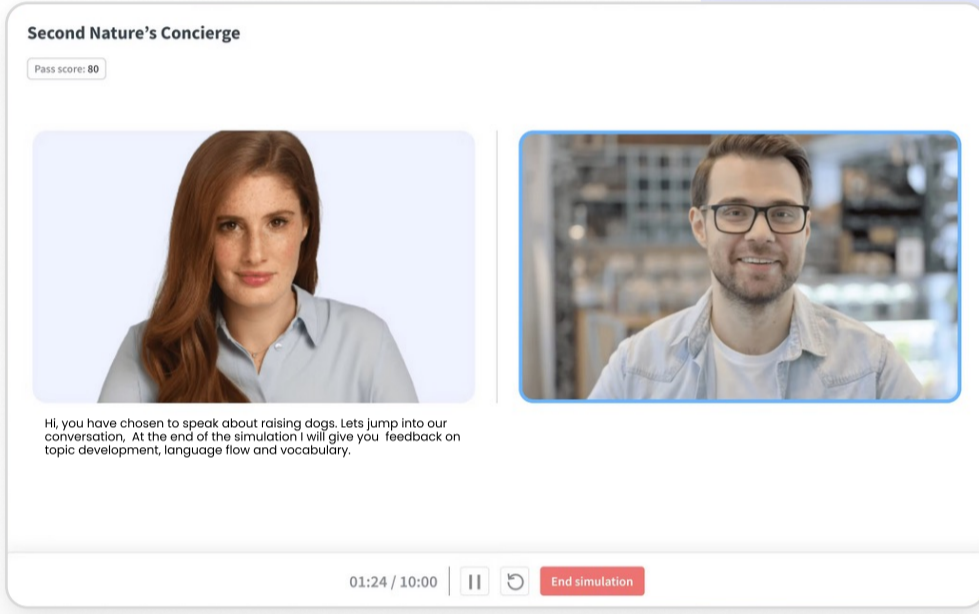 Second Nature’s Concierge
Pass score: 80
Hi, you have chosen to speak about raising dogs. Lets jump into our
conversation,  At the end of the simulation I will give you  feedback on
topic development, language flow and vocabulary.
01:24 / 10:00
End simulation